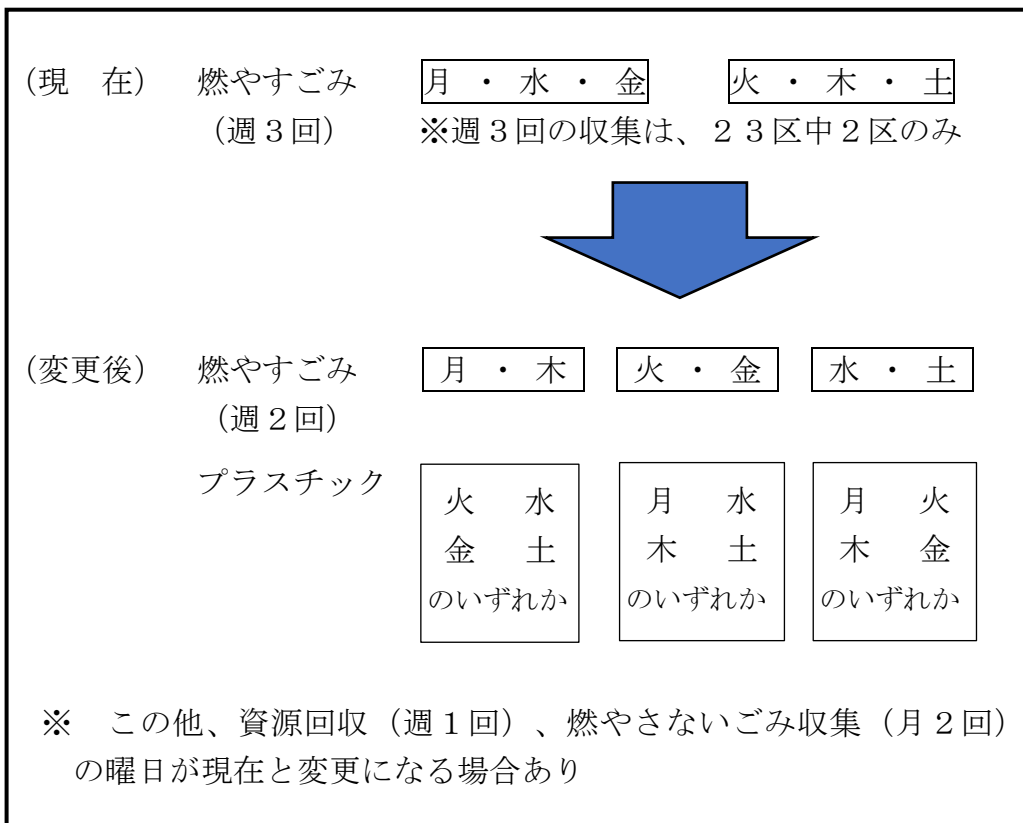 （現　在）　燃やすごみ　月 ・ 水 ・ 金　火 ・ 木 ・ 土
（週３回）　※週３回の収集は、２３区中２区のみ
（変更後）　燃やすごみ　月 ・ 木　火 ・ 金　水 ・ 土
（週２回）
プラスチック
火　水　月　水　月　火
金　土　木　土　木　金
のいずれか　のいずれか　のいずれか
※　この他、資源回収（週１回）、燃やさないごみ収集（月２回）
の曜日が現在と変更になる場合あり